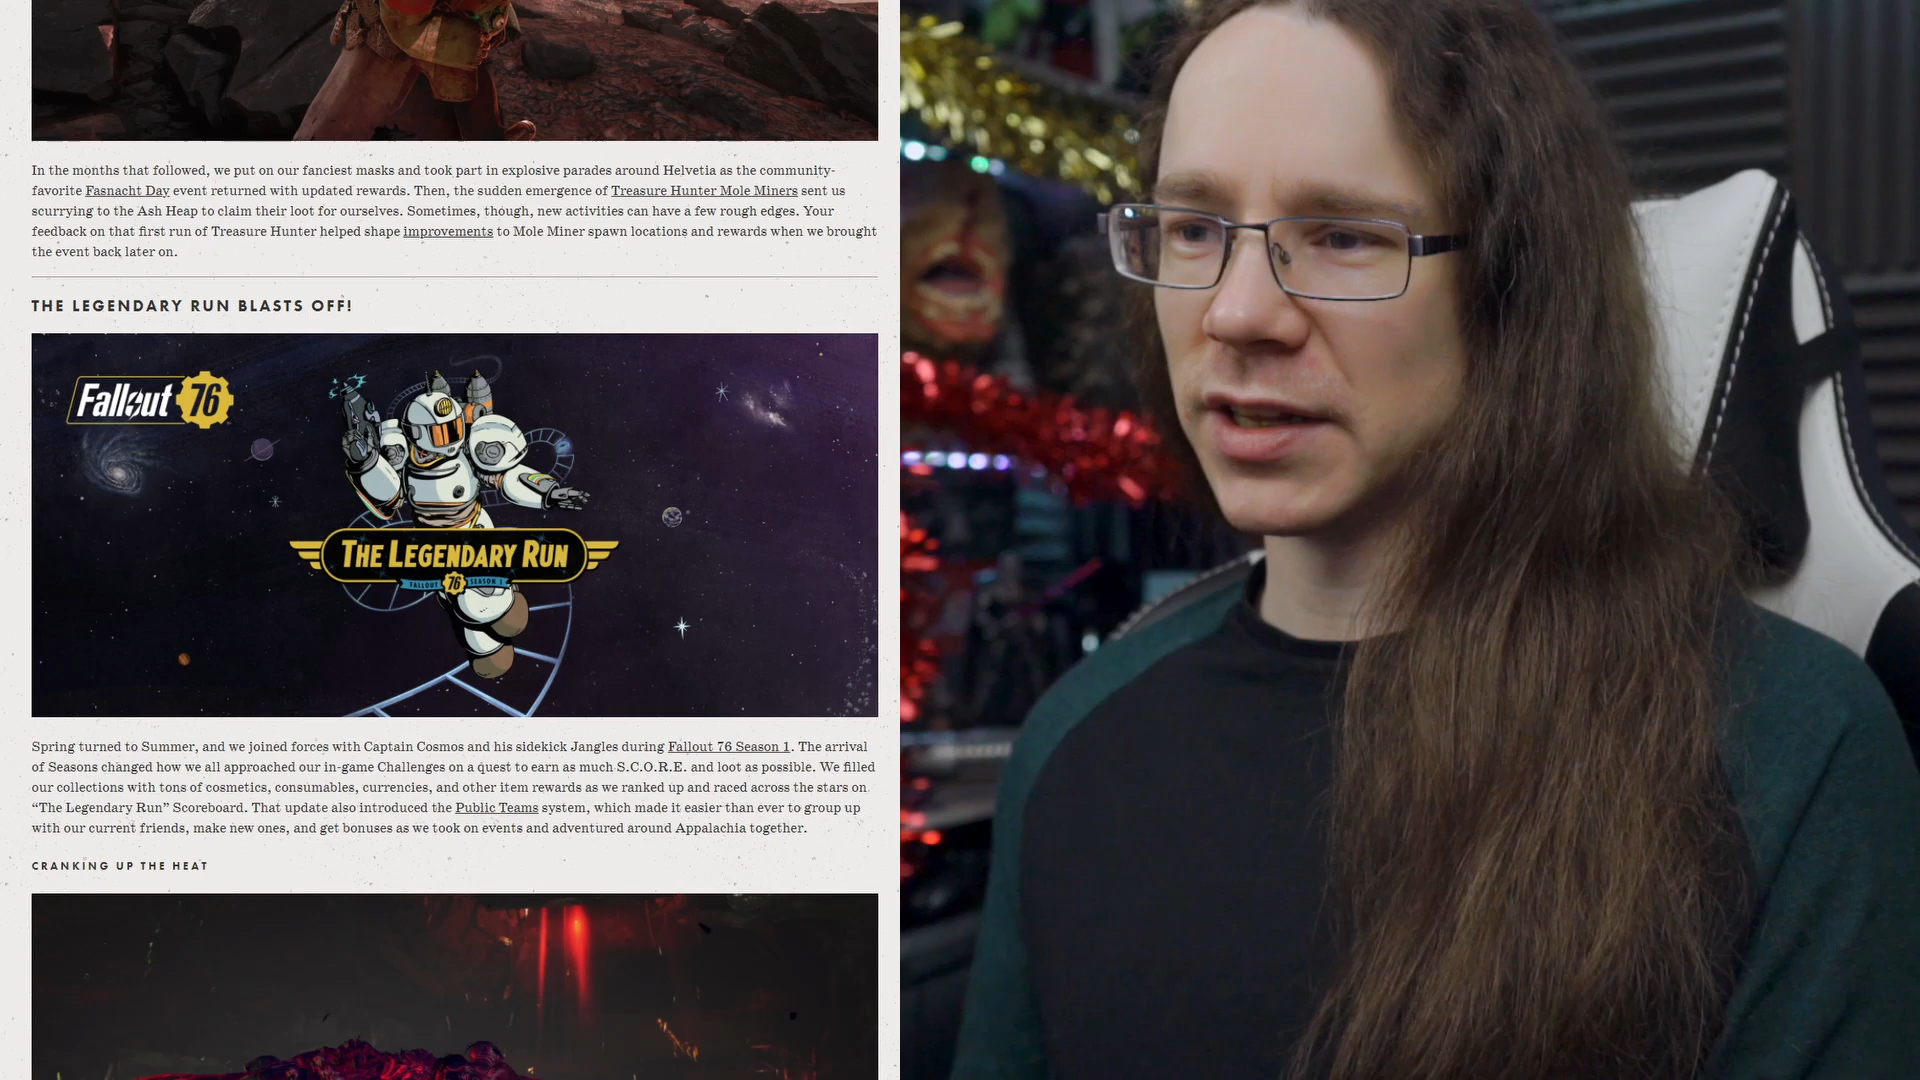 In the months that followed, we put on our fanciest masks and took part in explosive parades around Helvetia as the community-
favorite Fasnacht Day event returned with updated rewards. Then, the sudden emergence of Treasure Hunter Mole Miners sent us
scurrying to the Ash Heap to claim their loot for ourselves. Sometimes, though, new activities can have a few rough edges. Your
feedback on that first run of Treasure Hunter helped shape improvements to Mole Miner spawn locations and rewards when we brought
the event back later on.
THE LEGENDARY RUN BLASTS OFF!
Fallout 76
THE LEGENDARY RUN
FALLOUT 76 SEASON 1
Spring turned to Summer, and we joined forces with Captain Cosmos and his sidekick Jangles during Fallout 76 Season 1. The arrival
of Seasons changed how we all approached our in-game Challenges on a quest to earn as much S.C.O.R.E. and loot as possible. We filled
our collections with tons of cosmetics, consumables, currencies, and other item rewards as we ranked up and raced across the stars on
“The Legendary Run” Scoreboard. That update also introduced the Public Teams system, which made it easier than ever to group up
with our current friends, make new ones, and get bonuses as we took on events and adventured around Appalachia together.
CRANKING UP THE HEAT